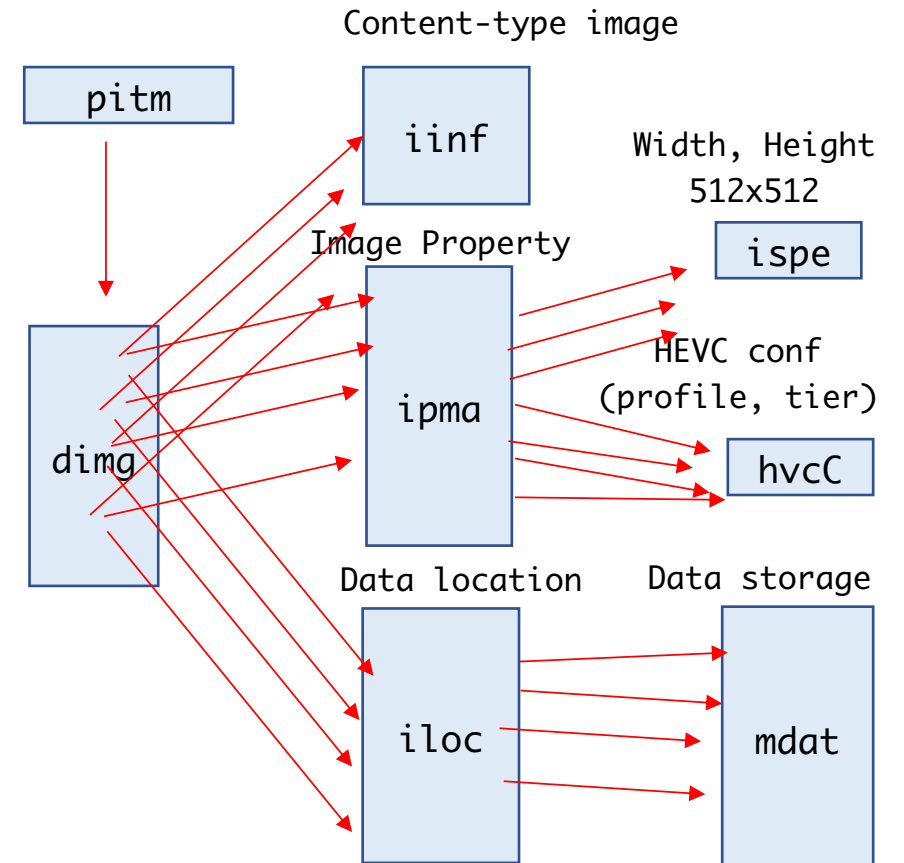 Content-type image
pitm
iinf
Width, Height
512x512
Image Property
ispe
HEVC conf
(profile, tier)
ipma
dimg
hvcC
Data location
Data storage
iloc
mdat